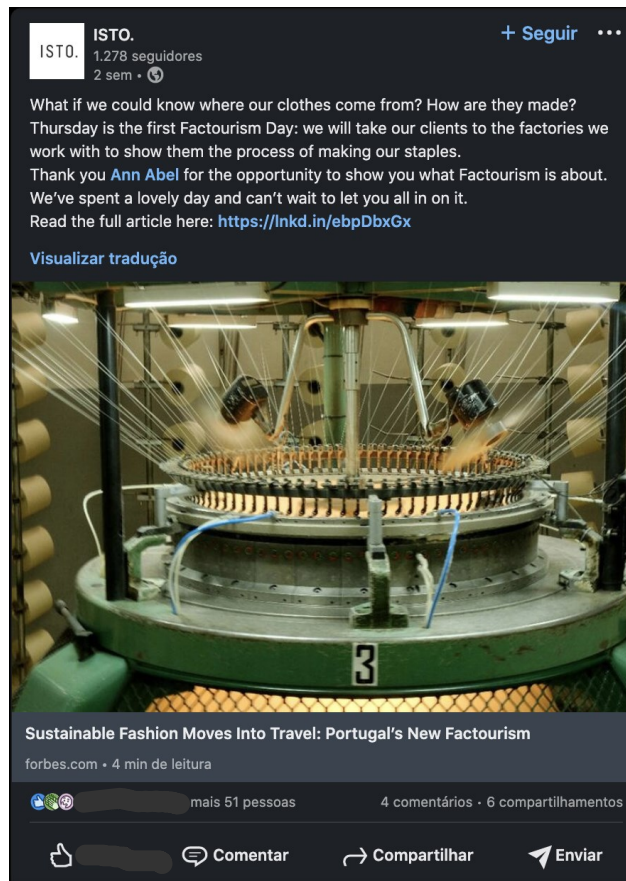 ISTO.
ISTO.
+ Seguir
1.278 seguidores
2 sem •
What if we could know where our clothes come from? How are they made?
Thursday is the first Factourism Day: we will take our clients to the factories we
work with to show them the process of making our staples.
Thank you Ann Abel for the opportunity to show you what Factourism is about.
We've spent a lovely day and can't wait to let you all in on it.
Read the full article here: https://lnkd.in/ebpDbxGx
Visualizar tradução
3
Sustainable Fashion Moves Into Travel: Portugal's New Factourism
forbes.com • 4 min de leitura
mais 51 pessoas
4 comentários • 6 compartilhamentos
Comentar
Compartilhar
Enviar